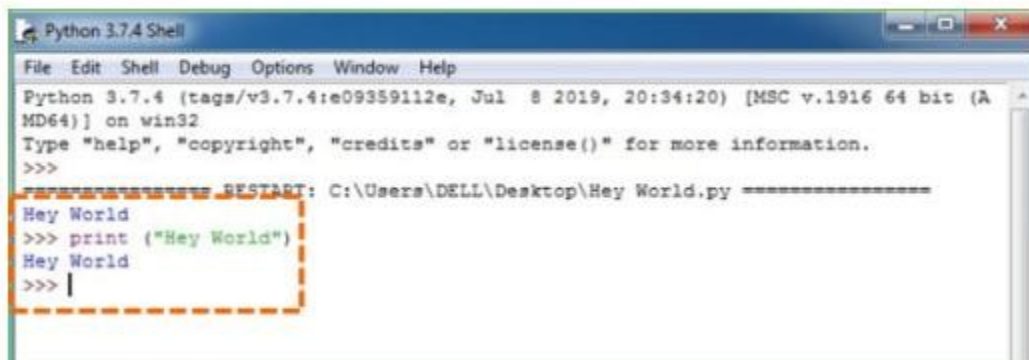 Python 3.7.4 Shell
File Edit Shell Debug Options Window Help
Python 3.7.4 (tags/v3.7.4:e09359112e, Jul 8 2019, 20:34:20) [MSC v.1916 64 bit (A
MD64)] on win32
Type "help", "copyright", "credits" or "license()" for more information.
>>>
================ RESTART: C:\Users\DELL\Desktop\Hey World.py ================
Hey World
>>> print ("Hey World")
Hey World
>>>